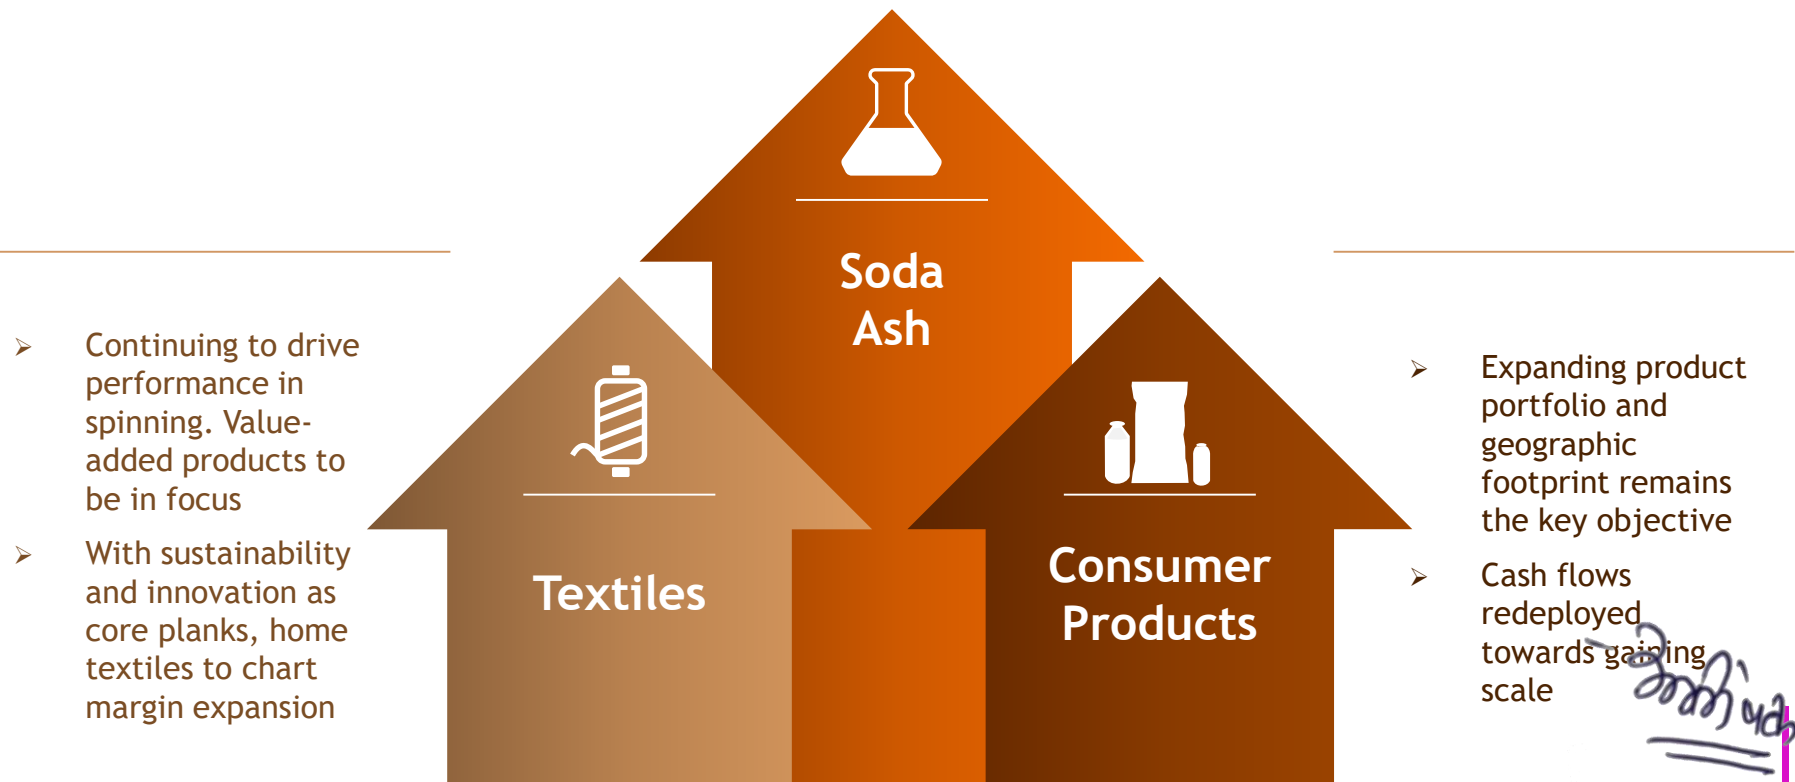 Soda
Ash
➢ Continuing to drive
performance in
spinning. Value-
added products to
be in focus
➢ With sustainability
and innovation as
core planks, home
textiles to chart
margin expansion
Textiles
Consumer
Products
➢ Expanding product
portfolio and
geographic
footprint remains
the key objective
➢ Cash flows
redeployed
towards gaining
scale